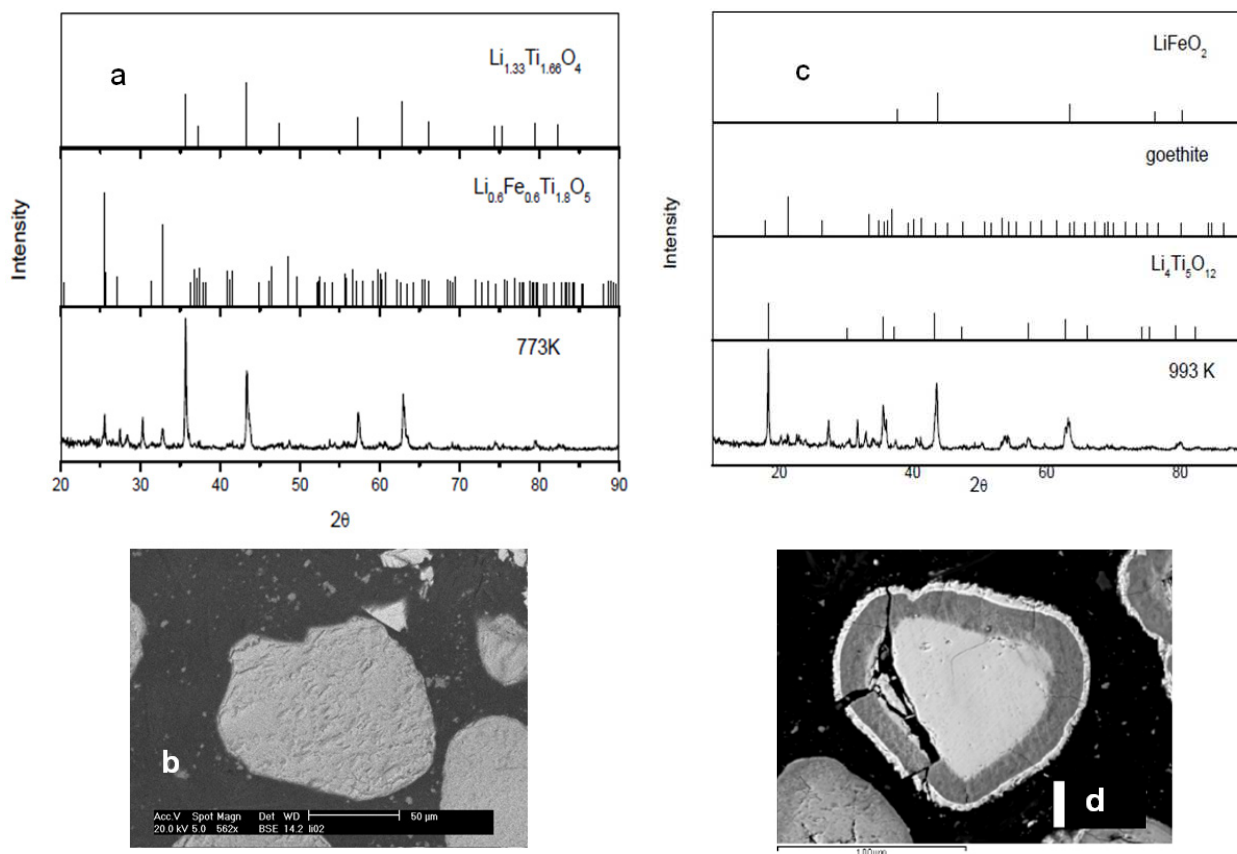 a
Li1.33Ti1.66O4
Li0.6Fe0.6Ti1.8O5
773K
Intensity
20 30 40 50 60 70 80 90
2θ
c
LiFeO2
goethite
Li4Ti5O12
993 K
Intensity
20 40 60 80
2θ
b
Acc.V Spot Magn Det WD 50 µm
20.0 kV 5.0 562x BSE 14.2 li02
d
100µm